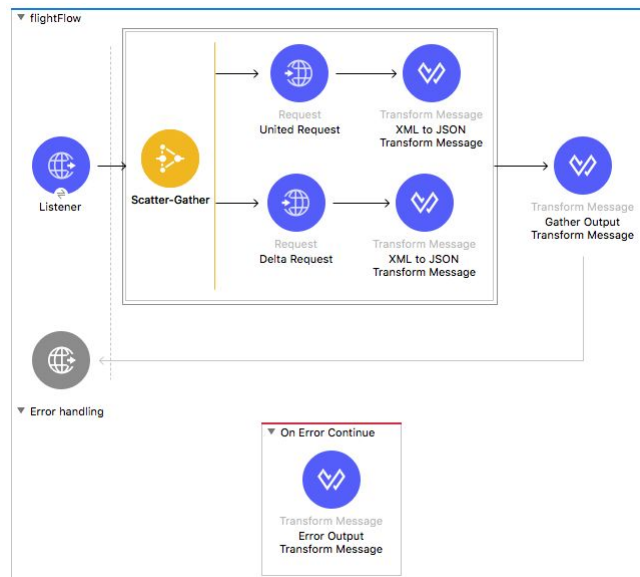 flightFlow
Request
United Request
Transform Message
XML to JSON
Transform Message
Listener
Scatter-Gather
Transform Message
Gather Output
Transform Message
Request
Delta Request
Transform Message
XML to JSON
Transform Message
Error handling
On Error Continue
Transform Message
Error Output
Transform Message